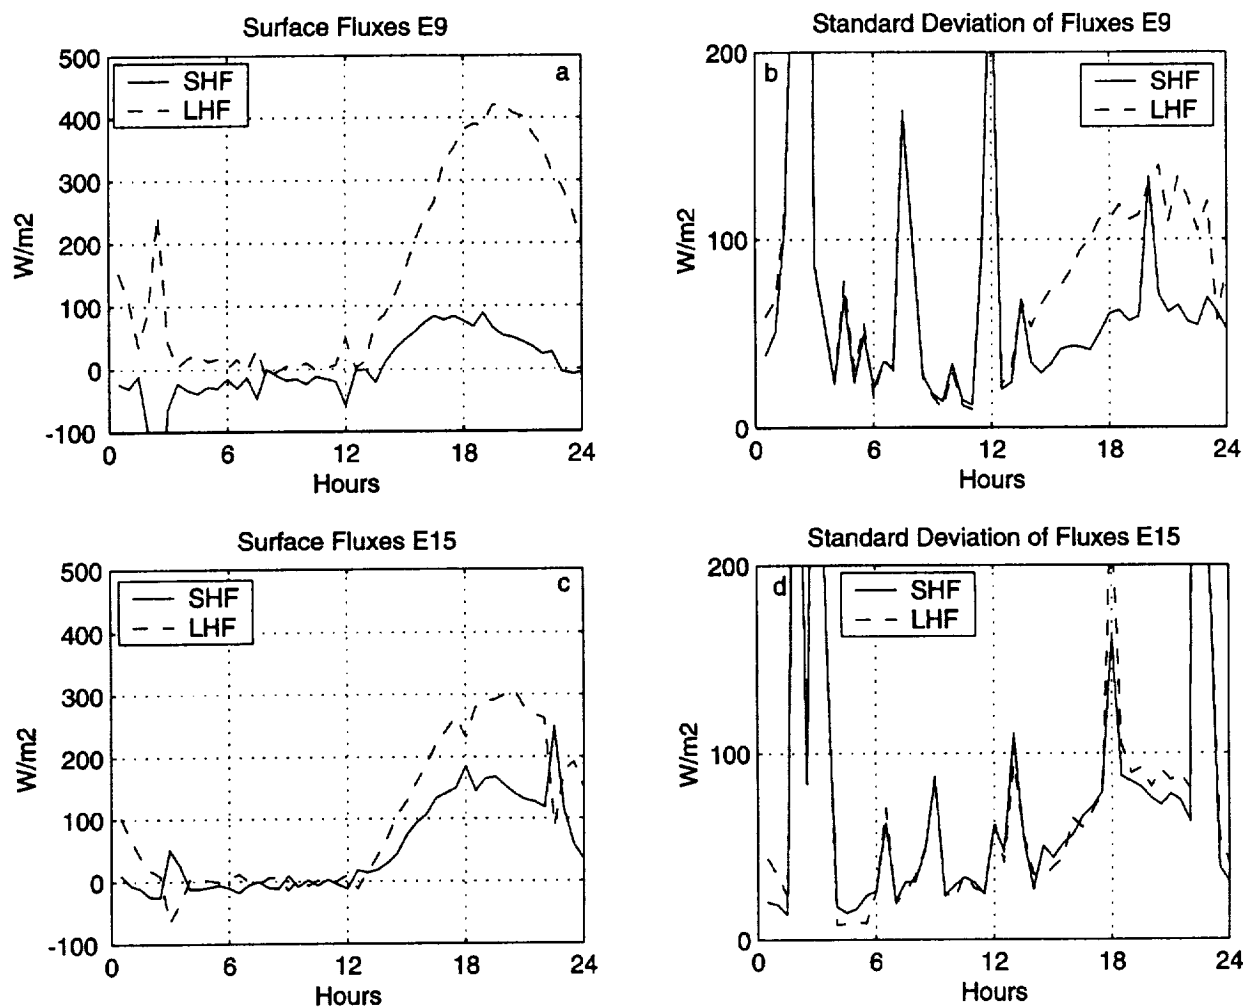 Surface Fluxes E9
500
400
300
200
100
0
-100
W/m2
SHF
LHF
a
0
6
12
18
24
Hours
Standard Deviation of Fluxes E9
200
100
0
W/m2
b
SHF
LHF
0
6
12
18
24
Hours
Surface Fluxes E15
500
400
300
200
100
0
-100
W/m2
SHF
LHF
c
0
6
12
18
24
Hours
Standard Deviation of Fluxes E15
200
100
0
W/m2
d
SHF
LHF
0
6
12
18
24
Hours